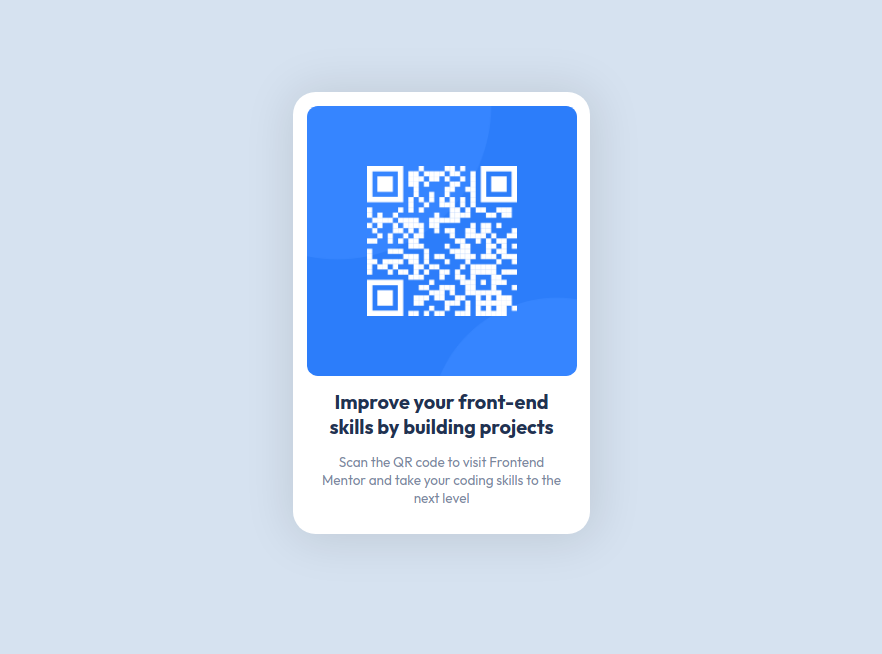 Improve your front-end
skills by building projects
Scan the QR code to visit Frontend
Mentor and take your coding skills to the
next level